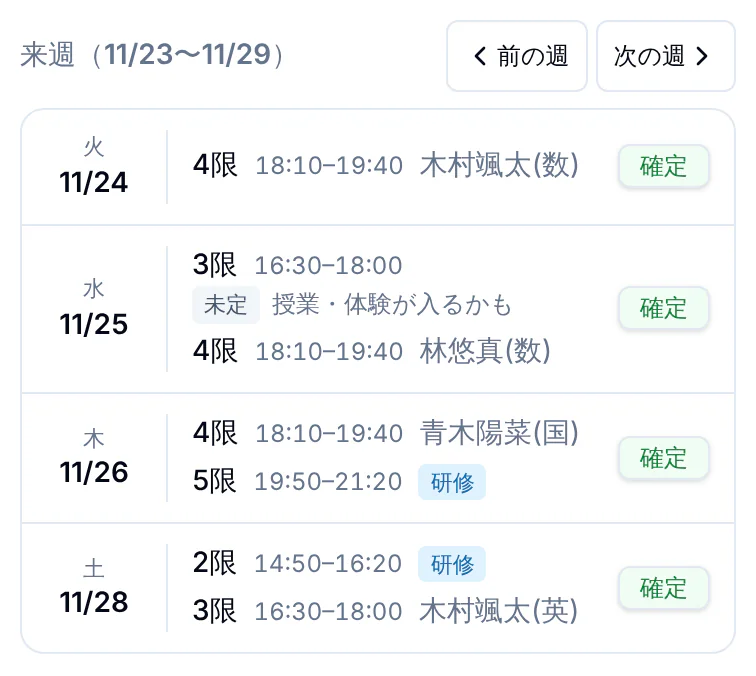 来週（11/23〜11/29）
前の週
次の週
火
11/24
4限 18:10–19:40 木村颯太(数)
確定
水
11/25
3限 16:30–18:00
未定 授業・体験が入るかも
4限 18:10–19:40 林悠真(数)
確定
木
11/26
4限 18:10–19:40 青木陽菜(国)
5限 19:50–21:20 研修
確定
土
11/28
2限 14:50–16:20 研修
3限 16:30–18:00 木村颯太(英)
確定